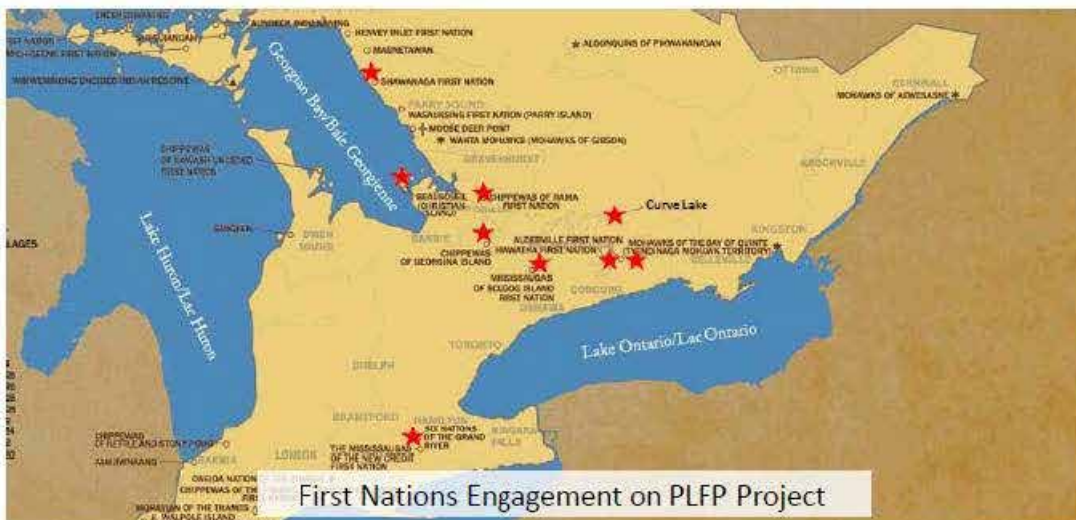 AUNDECK
HENVEY INLET FIRST NATION
MAGNETAWAN
SHAWANAGA FIRST NATION
ALGONQUINS OF PIKWAKANAGAN
OTTAWA
CORNWALL
MOHAWKS OF AKWESASNE
Georgian Bay/Baie Georgienne
PARRY SOUND
WASAUKSING FIRST NATION (PARRY ISLAND)
MOOSE DEER POINT
WAHTA MOHAWKS (MOHAWKS OF GIBSON)
GRAVENHURST
BROCKVILLE
CHIPPEWAS
OF NAWASH UNCEDED
FIRST NATION
BEAUSOLEIL
(CHRISTIAN
ISLAND)
CHIPPEWAS OF RAMA
FIRST NATION
Curve Lake
KINGSTON
SAUGEEN
OWEN
SOUND
BARRIE
CHIPPEWAS
OF GEORGINA ISLAND
ALDERVILLE FIRST NATION
HIAWATHA FIRST NATION
MOHAWKS OF THE BAY OF QUINTE
(TYENDINAGA MOHAWK TERRITORY)
BELLEVILLE
LAGES
Lake Huron/Lac Huron
MISSISSAUGAS
OF SCUGOG ISLAND
FIRST NATION
COBOURG
OSHAWA
TORONTO
Lake Ontario/Lac Ontario
GUELPH
BRANTFORD
HAMILTON
NIAGARA
FALLS
SIX NATIONS
OF THE GRAND
RIVER
THE MISSISSAUGAS
OF THE NEW CREDIT
FIRST NATION
CHIPPEWAS
OF KETTLE AND STONY POINT
AAMJIWNAANG
SARNIA
LONDON
ONEIDA NATION
CHIPPEWAS OF TH
MORAVIAN OF THE THAMES
WALPOLE ISLAND
First Nations Engagement on PLFP Project